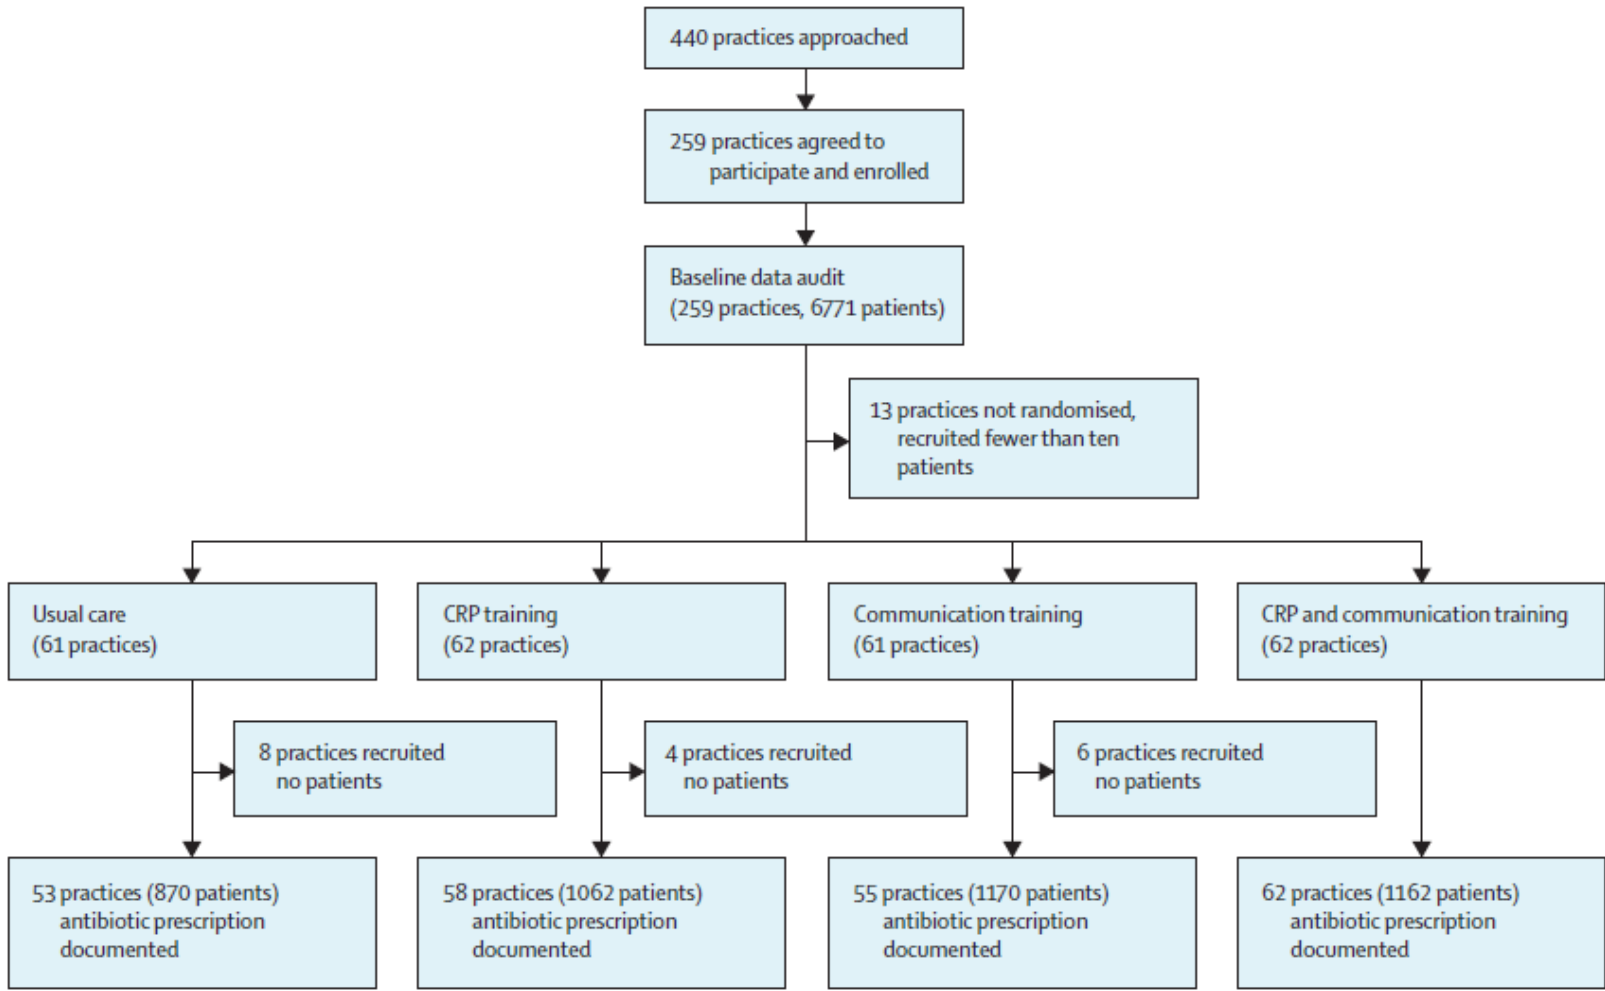 440 practices approached
259 practices agreed to
participate and enrolled
Baseline data audit
(259 practices, 6771 patients)
13 practices not randomised,
recruited fewer than ten
patients
Usual care
(61 practices)
CRP training
(62 practices)
Communication training
(61 practices)
CRP and communication training
(62 practices)
8 practices recruited
no patients
4 practices recruited
no patients
6 practices recruited
no patients
53 practices (870 patients)
antibiotic prescription
documented
58 practices (1062 patients)
antibiotic prescription
documented
55 practices (1170 patients)
antibiotic prescription
documented
62 practices (1162 patients)
antibiotic prescription
documented